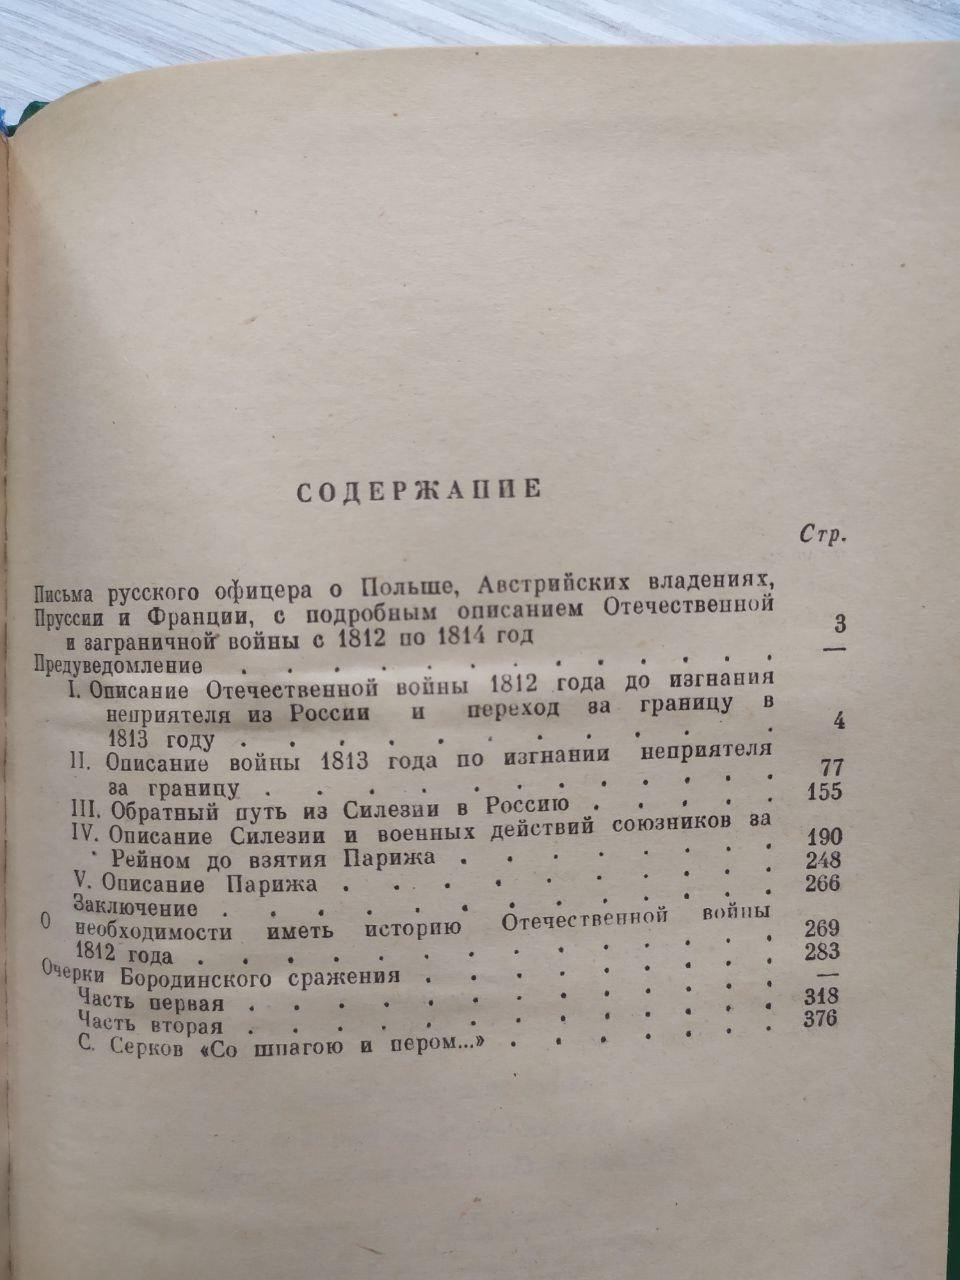 СОДЕРЖАНИЕ
Стр.
Письма русского офицера о Польше, Австрийских владениях,
Пруссии и Франции, с подробным описанием Отечественной
и заграничной войны с 1812 по 1814 год 3
Предуведомление . . . . . . . . . . . . —
I. Описание Отечественной войны 1812 года до изгнания
неприятеля из России и переход за границу в
1813 году . . . . . . . . . . . . 4
II. Описание войны 1813 года по изгнании неприятеля
за границу . . . . . . . . . . . . 77
III. Обратный путь из Силезии в Россию . . . . . 155
IV. Описание Силезии и военных действий союзников за
Рейном до взятия Парижа . . . . . . . . 190
V. Описание Парижа . . . . . . . . . . 248
Заключение . . . . . . . . . . . . 266
О необходимости иметь историю Отечественной войны
1812 года . . . . . . . . . . . . . 269
Очерки Бородинского сражения . . . . . . . . 283
Часть первая . . . . . . . . . . . . —
Часть вторая . . . . . . . . . . . . 318
С. Серков «Со шпагою и пером...» . . . . . . 376